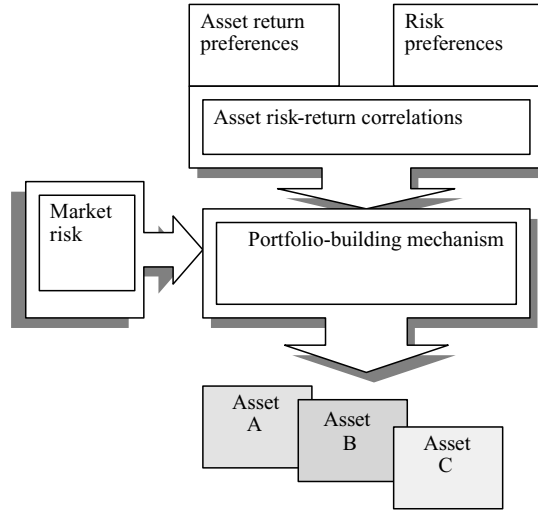 Asset return
preferences
Risk
preferences
Asset risk-return correlations
Market
risk
Portfolio-building mechanism
Asset
A
Asset
B
Asset
C